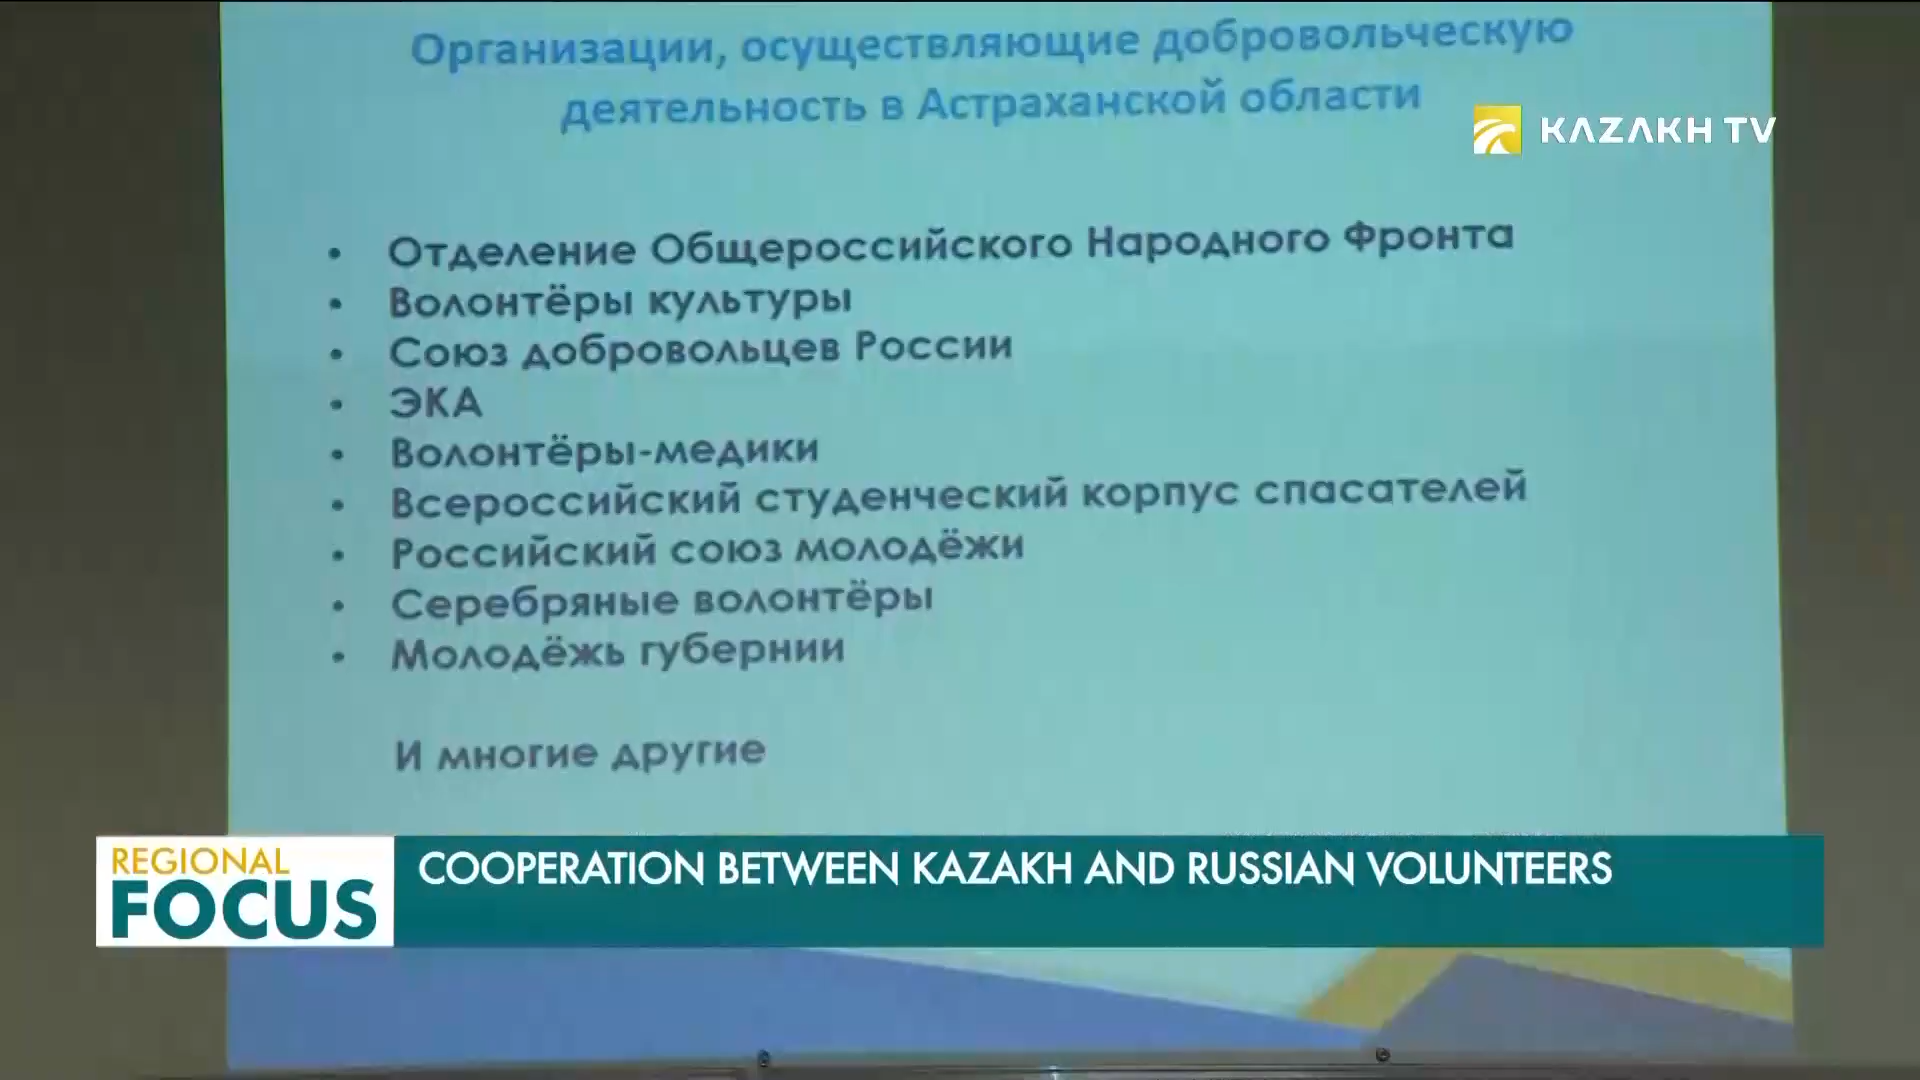 Организации, осуществляющие добровольческую
деятельность в Астраханской области
KAZAKH TV
• Отделение Общероссийского Народного Фронта
• Волонтёры культуры
• Союз добровольцев России
• ЭКА
• Волонтёры-медики
• Всероссийский студенческий корпус спасателей
• Российский союз молодёжи
• Серебряные волонтёры
• Молодёжь губернии
И многие другие
REGIONAL
FOCUS
COOPERATION BETWEEN KAZAKH AND RUSSIAN VOLUNTEERS